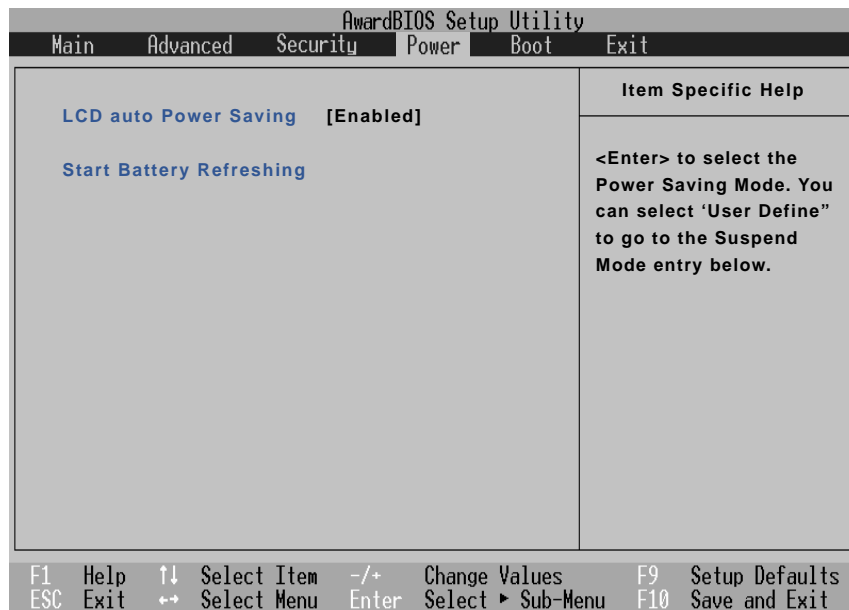 AwardBIOS Setup Utility
Main Advanced Security Power Boot Exit
LCD auto Power Saving [Enabled]
Start Battery Refreshing
Item Specific Help
<Enter> to select the
Power Saving Mode. You
can select ‘User Define”
to go to the Suspend
Mode entry below.
F1 Help ↑↓ Select Item -/+ Change Values F9 Setup Defaults
ESC Exit ←→ Select Menu Enter Select ▸ Sub-Menu F10 Save and Exit